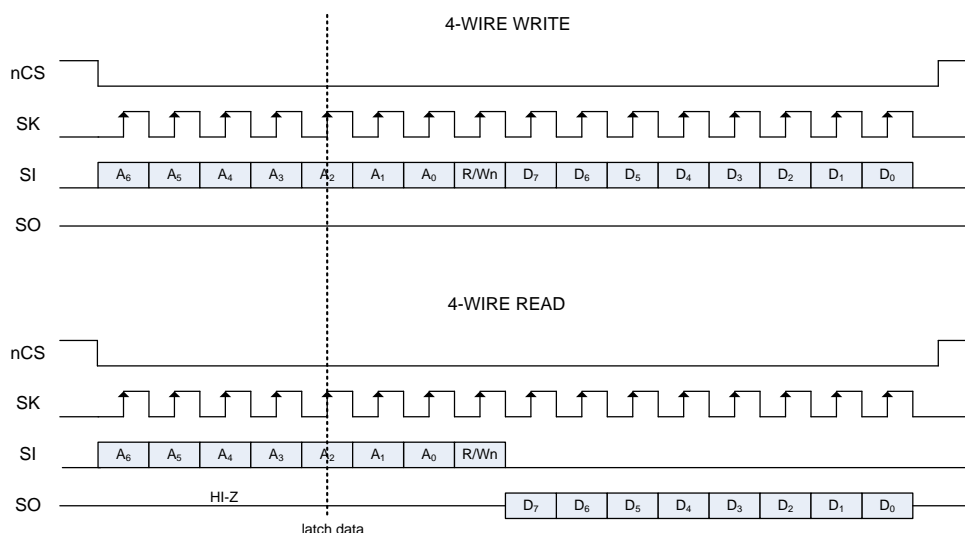 4-WIRE WRITE
nCS
SK
SI A₆ A₅ A₄ A₃ A₂ A₁ A₀ R/Wn D₇ D₆ D₅ D₄ D₃ D₂ D₁ D₀
SO
4-WIRE READ
nCS
SK
SI A₆ A₅ A₄ A₃ A₂ A₁ A₀ R/Wn
SO HI-Z D₇ D₆ D₅ D₄ D₃ D₂ D₁ D₀
latch data